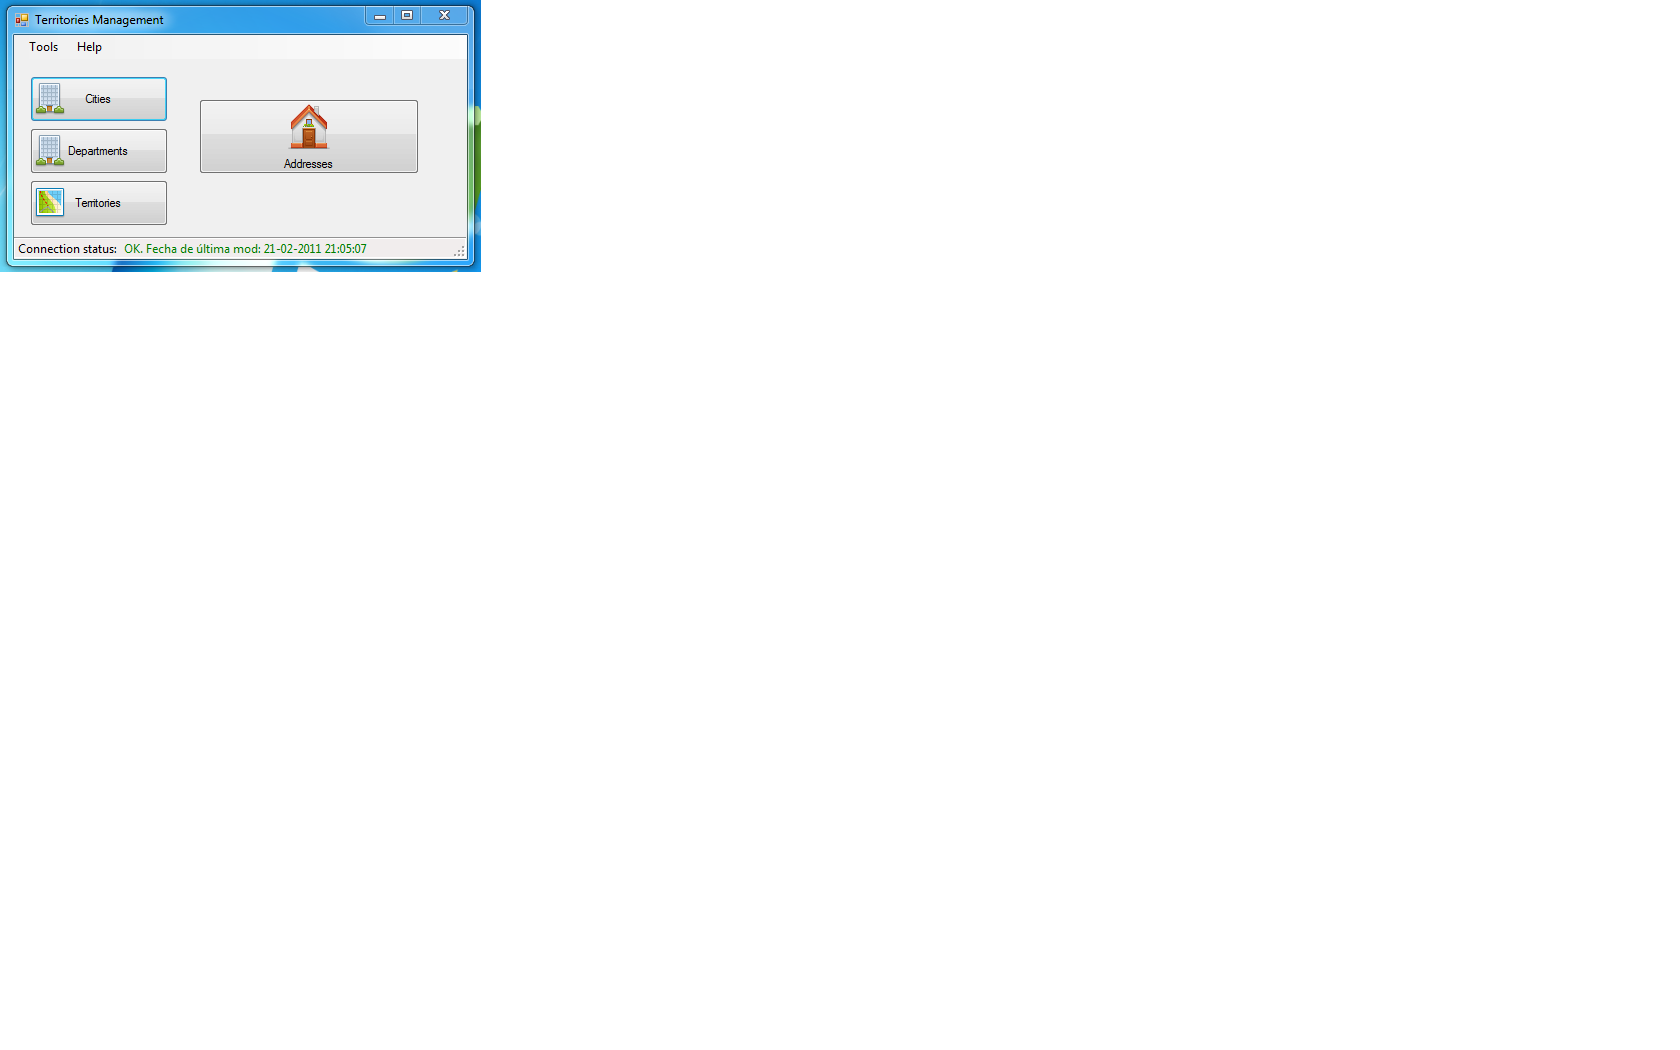 Territories Management
Tools Help
Cities
Departments
Territories
Addresses
Connection status: OK. Fecha de última mod: 21-02-2011 21:05:07